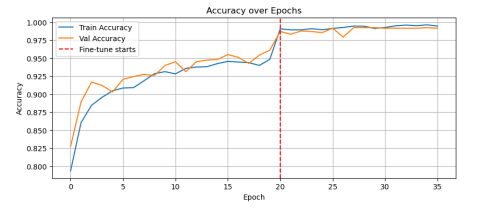 Accuracy over Epochs
Train Accuracy
Val Accuracy
Fine-tune starts
Accuracy
1.000
0.975
0.950
0.925
0.900
0.875
0.850
0.825
0.800
0 5 10 15 20 25 30 35
Epoch